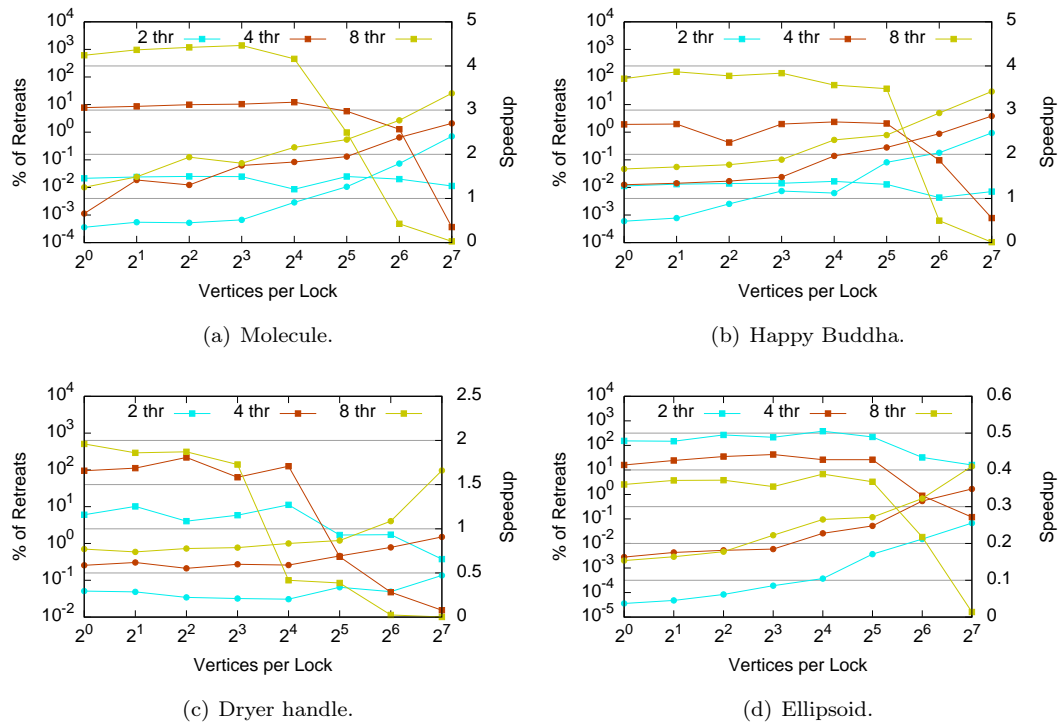 2 thr 4 thr 8 thr
% of Retreats
10^4
10^3
10^2
10^1
10^0
10^-1
10^-2
10^-3
10^-4
5
4
3
2
1
0
Speedup
2^0 2^1 2^2 2^3 2^4 2^5 2^6 2^7
Vertices per Lock
(a) Molecule.
2 thr 4 thr 8 thr
% of Retreats
10^4
10^3
10^2
10^1
10^0
10^-1
10^-2
10^-3
10^-4
5
4
3
2
1
0
Speedup
2^0 2^1 2^2 2^3 2^4 2^5 2^6 2^7
Vertices per Lock
(b) Happy Buddha.
2 thr 4 thr 8 thr
% of Retreats
10^4
10^3
10^2
10^1
10^0
10^-1
10^-2
2.5
2
1.5
1
0.5
0
Speedup
2^0 2^1 2^2 2^3 2^4 2^5 2^6 2^7
Vertices per Lock
(c) Dryer handle.
2 thr 4 thr 8 thr
% of Retreats
10^4
10^3
10^2
10^1
10^0
10^-1
10^-2
10^-3
10^-4
10^-5
0.6
0.5
0.4
0.3
0.2
0.1
0
Speedup
2^0 2^1 2^2 2^3 2^4 2^5 2^6 2^7
Vertices per Lock
(d) Ellipsoid.